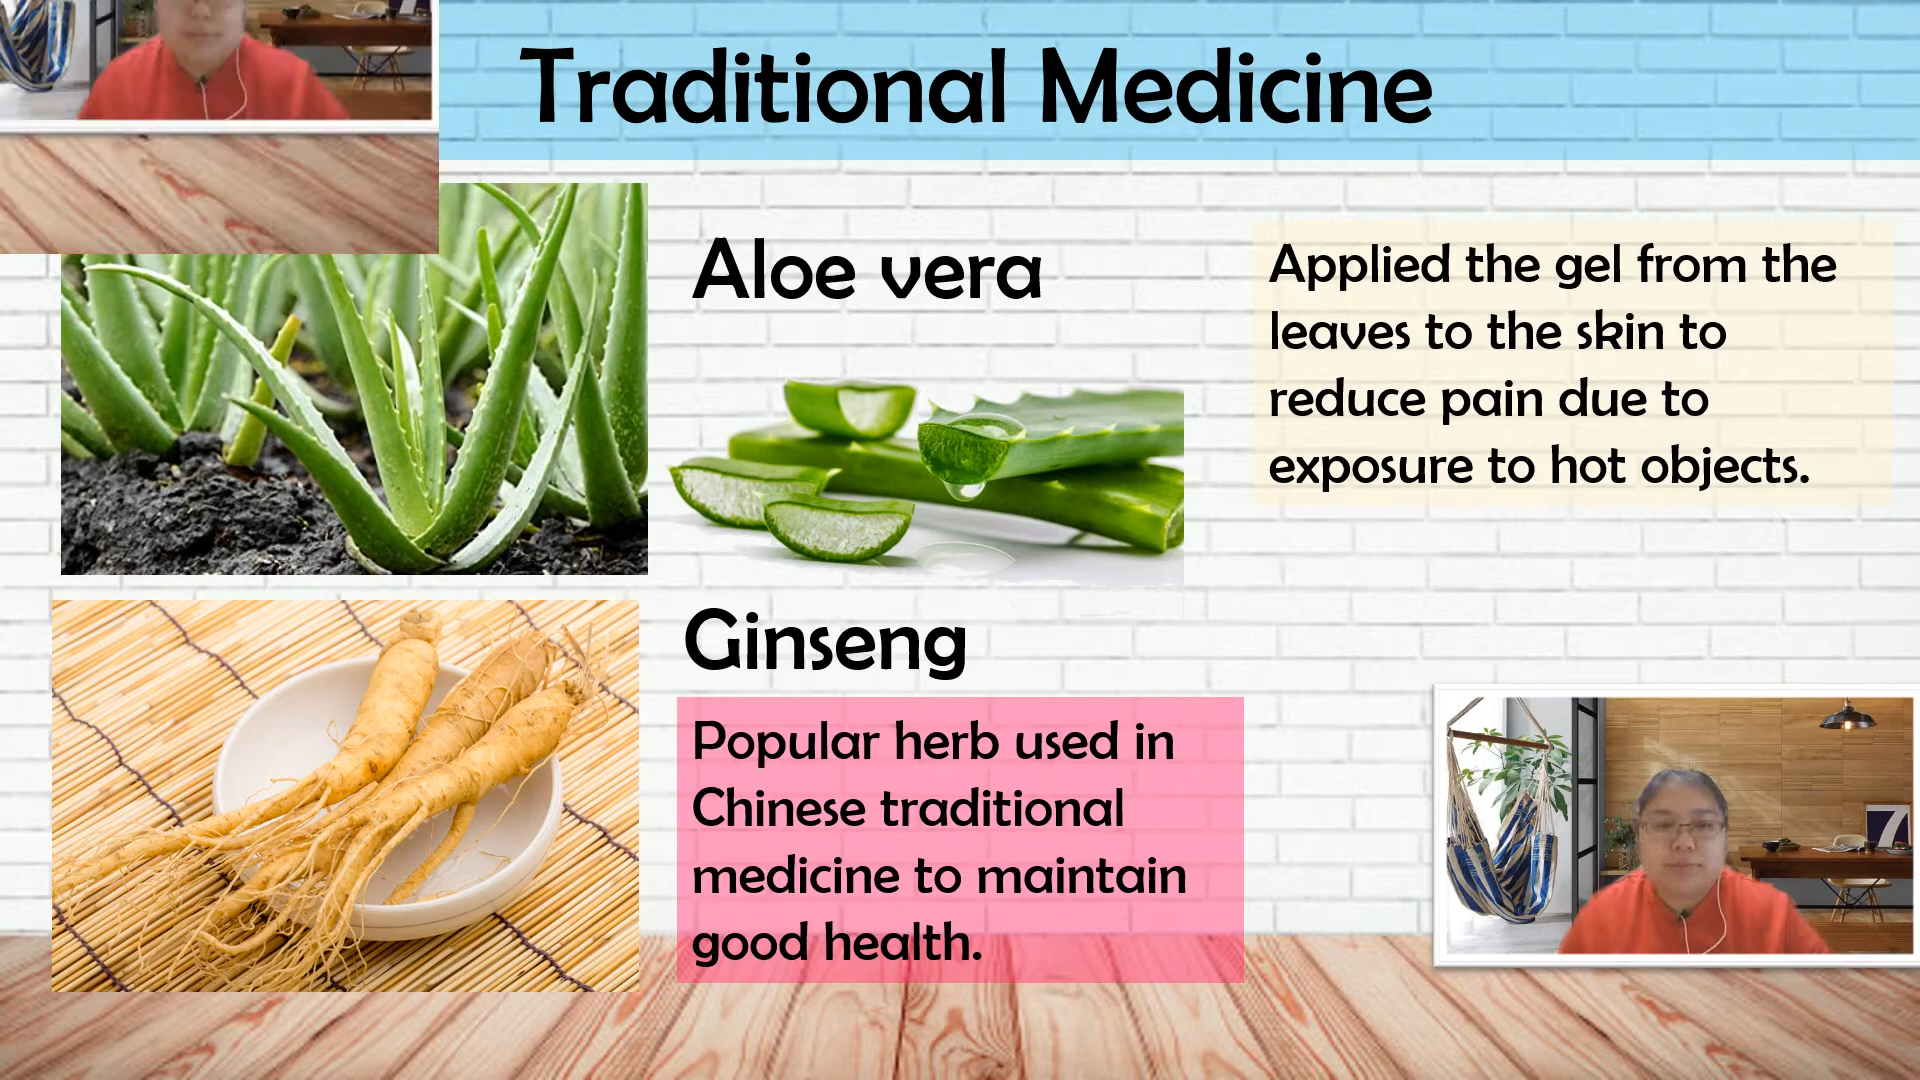 Traditional Medicine
Aloe vera
Applied the gel from the
leaves to the skin to
reduce pain due to
exposure to hot objects.
Ginseng
Popular herb used in
Chinese traditional
medicine to maintain
good health.
7